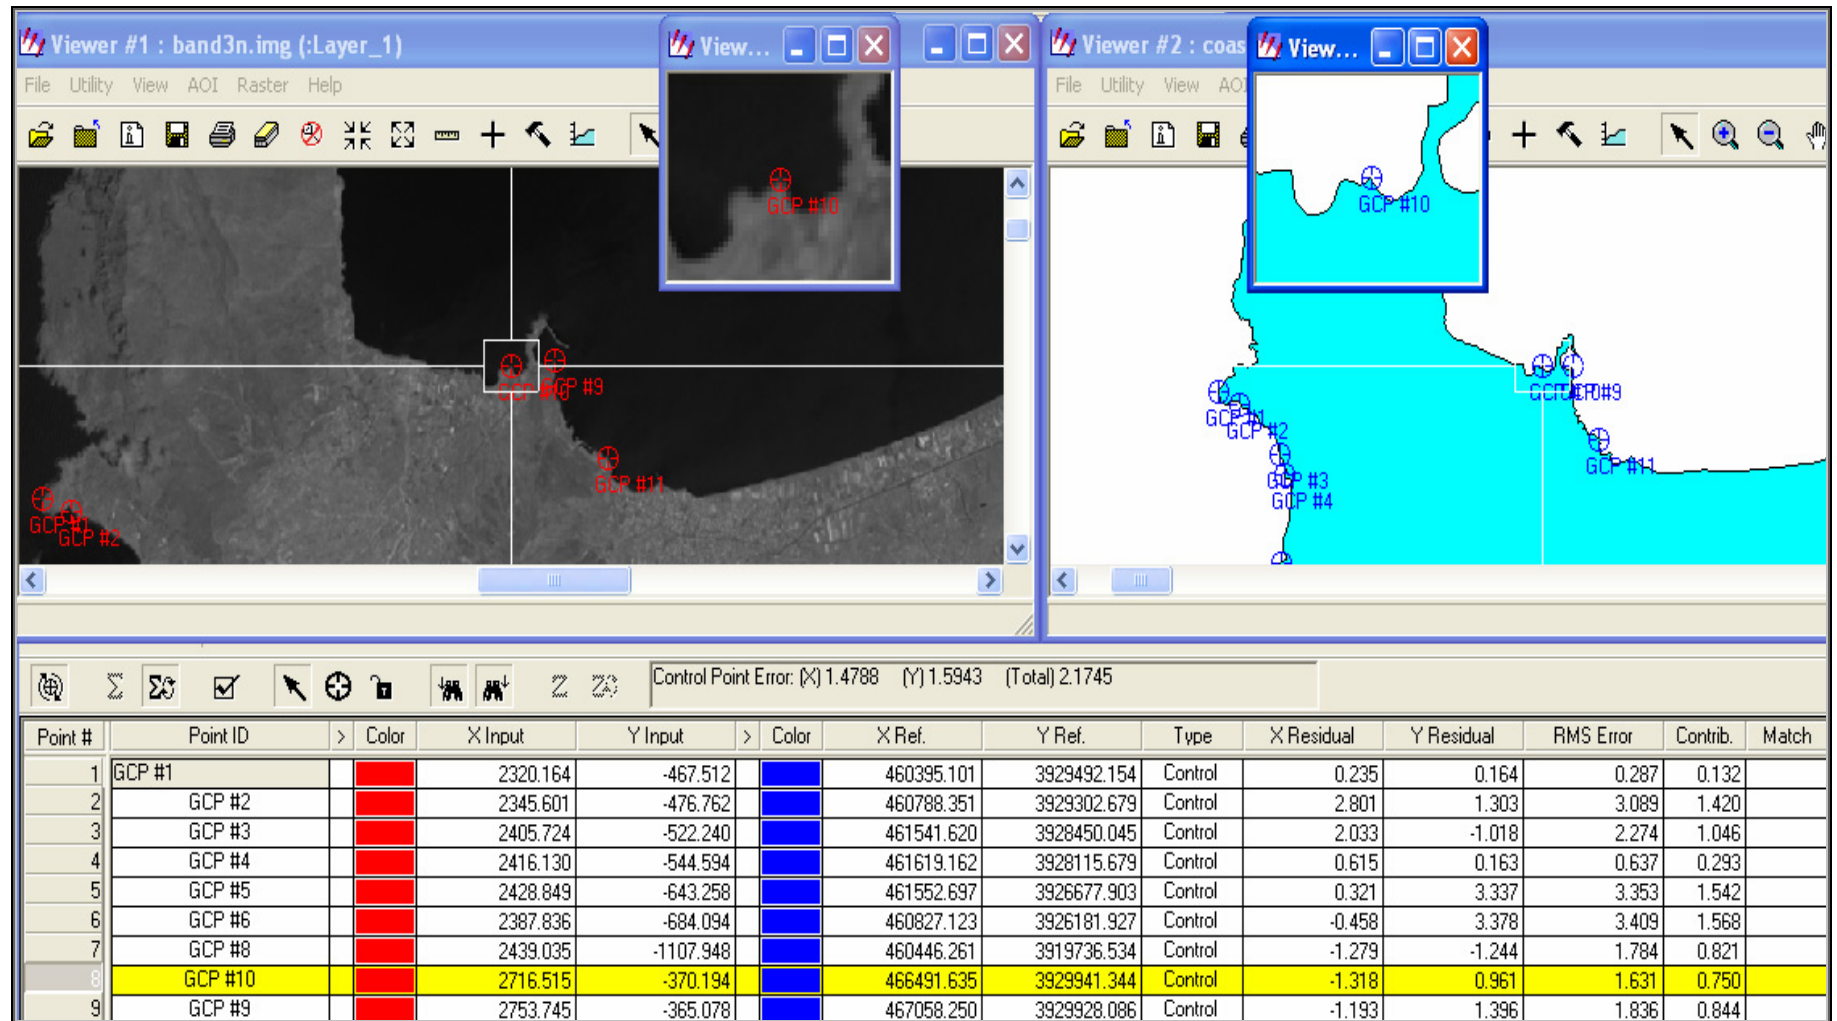 Viewer #1 : band3n.img (:Layer_1)
View...
Viewer #2 : coas
View...
File Utility View AOI Raster Help
File Utility View AO
GCP #10
GCP #10
GCP #9
GCP #11
GCP #2
GCP #2
GCP #11
GCP #3
GCP #4
Control Point Error: (X) 1.4788 (Y) 1.5943 (Total) 2.1745
Point # Point ID > Color X Input Y Input > Color X Ref. Y Ref. Type X Residual Y Residual RMS Error Contrib. Match
1 GCP #1 2320.164 -467.512 460395.101 3929492.154 Control 0.235 0.164 0.287 0.132
2 GCP #2 2345.601 -476.762 460788.351 3929302.679 Control 2.801 1.303 3.089 1.420
3 GCP #3 2405.724 -522.240 461541.620 3928450.045 Control 2.033 -1.018 2.274 1.046
4 GCP #4 2416.130 -544.594 461619.162 3928115.679 Control 0.615 0.163 0.637 0.293
5 GCP #5 2428.849 -643.258 461552.697 3926677.903 Control 0.321 3.337 3.353 1.542
6 GCP #6 2387.836 -684.094 460827.123 3926181.927 Control -0.458 3.378 3.409 1.568
7 GCP #8 2439.035 -1107.948 460446.261 3919736.534 Control -1.279 -1.244 1.784 0.821
8 GCP #10 2716.515 -370.194 466491.635 3929941.344 Control -1.318 0.961 1.631 0.750
9 GCP #9 2753.745 -365.078 467058.250 3929928.086 Control -1.193 1.396 1.836 0.844